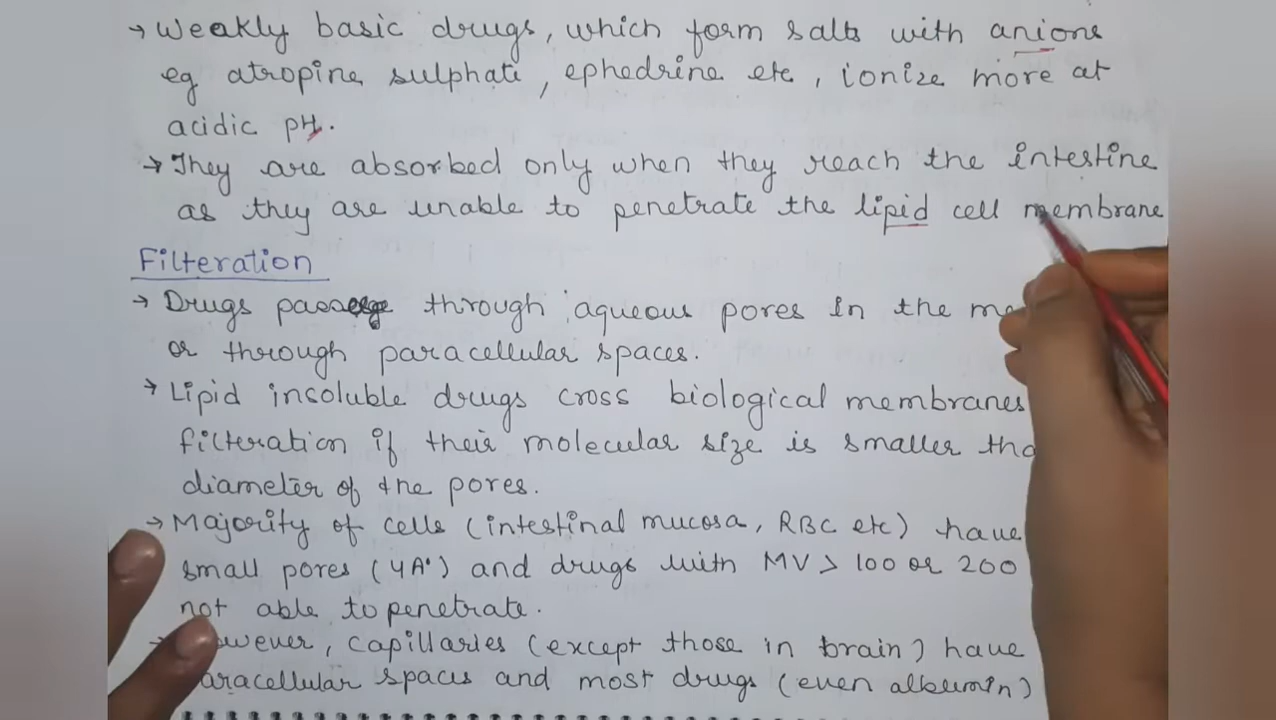 → Weakly basic drugs, which form salts with anions
eg atropine sulphate, ephedrine etc, ionize more at
acidic pH.
→ They are absorbed only when they reach the intestine
as they are unable to penetrate the lipid cell membrane
Filteration
→ Drugs passage through aqueous pores in the me
or through paracellular spaces.
→ Lipid insoluble drugs cross biological membranes
filteration if their molecular size is smaller tha
diameter of the pores.
→ Majority of cells (intestinal mucosa, RBC etc) have
small pores (4A°) and drugs with MV > 100 or 200
not able to penetrate.
owever, capillaries (except those in brain) have
aracellular spaces and most drugs (even albumin)